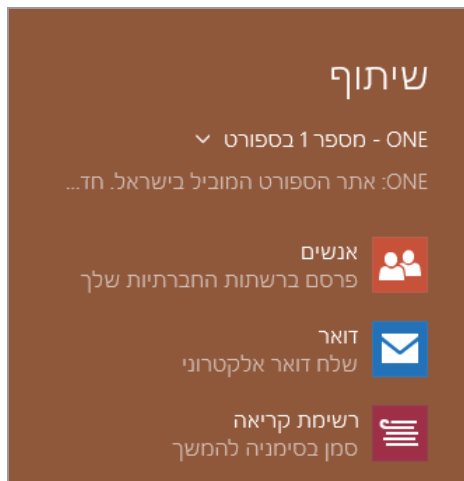 שיתוף
ONE - מספר 1 בספורט
ONE: אתר הספורט המוביל בישראל. חד...
אנשים
פרסם ברשתות החברתיות שלך
דואר
שלח דואר אלקטרוני
רשימת קריאה
סמן בסימניה להמשך